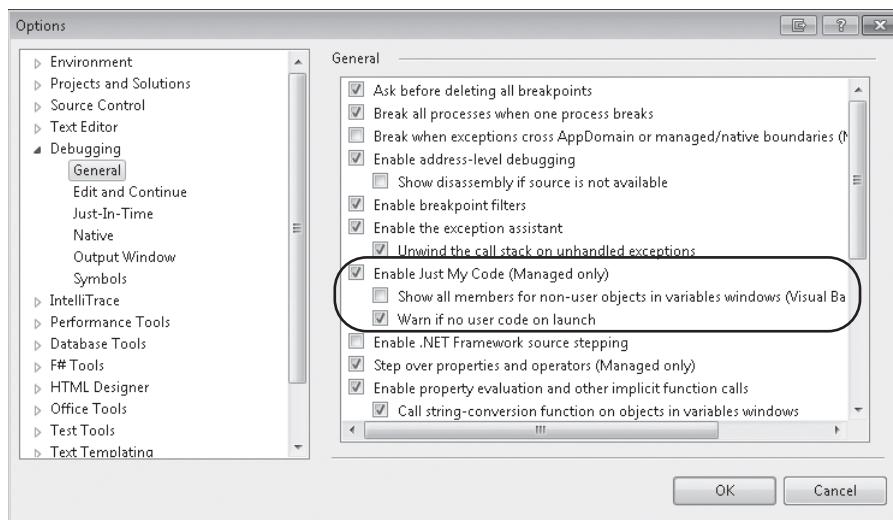 Options
Environment
Projects and Solutions
Source Control
Text Editor
Debugging
General
Edit and Continue
Just-In-Time
Native
Output Window
Symbols
IntelliTrace
Performance Tools
Database Tools
F# Tools
HTML Designer
Office Tools
Test Tools
Text Templating
General
Ask before deleting all breakpoints
Break all processes when one process breaks
Break when exceptions cross AppDomain or managed/native boundaries (M
Enable address-level debugging
Show disassembly if source is not available
Enable breakpoint filters
Enable the exception assistant
Unwind the call stack on unhandled exceptions
Enable Just My Code (Managed only)
Show all members for non-user objects in variables windows (Visual Ba
Warn if no user code on launch
Enable .NET Framework source stepping
Step over properties and operators (Managed only)
Enable property evaluation and other implicit function calls
Call string-conversion function on objects in variables windows
OK
Cancel